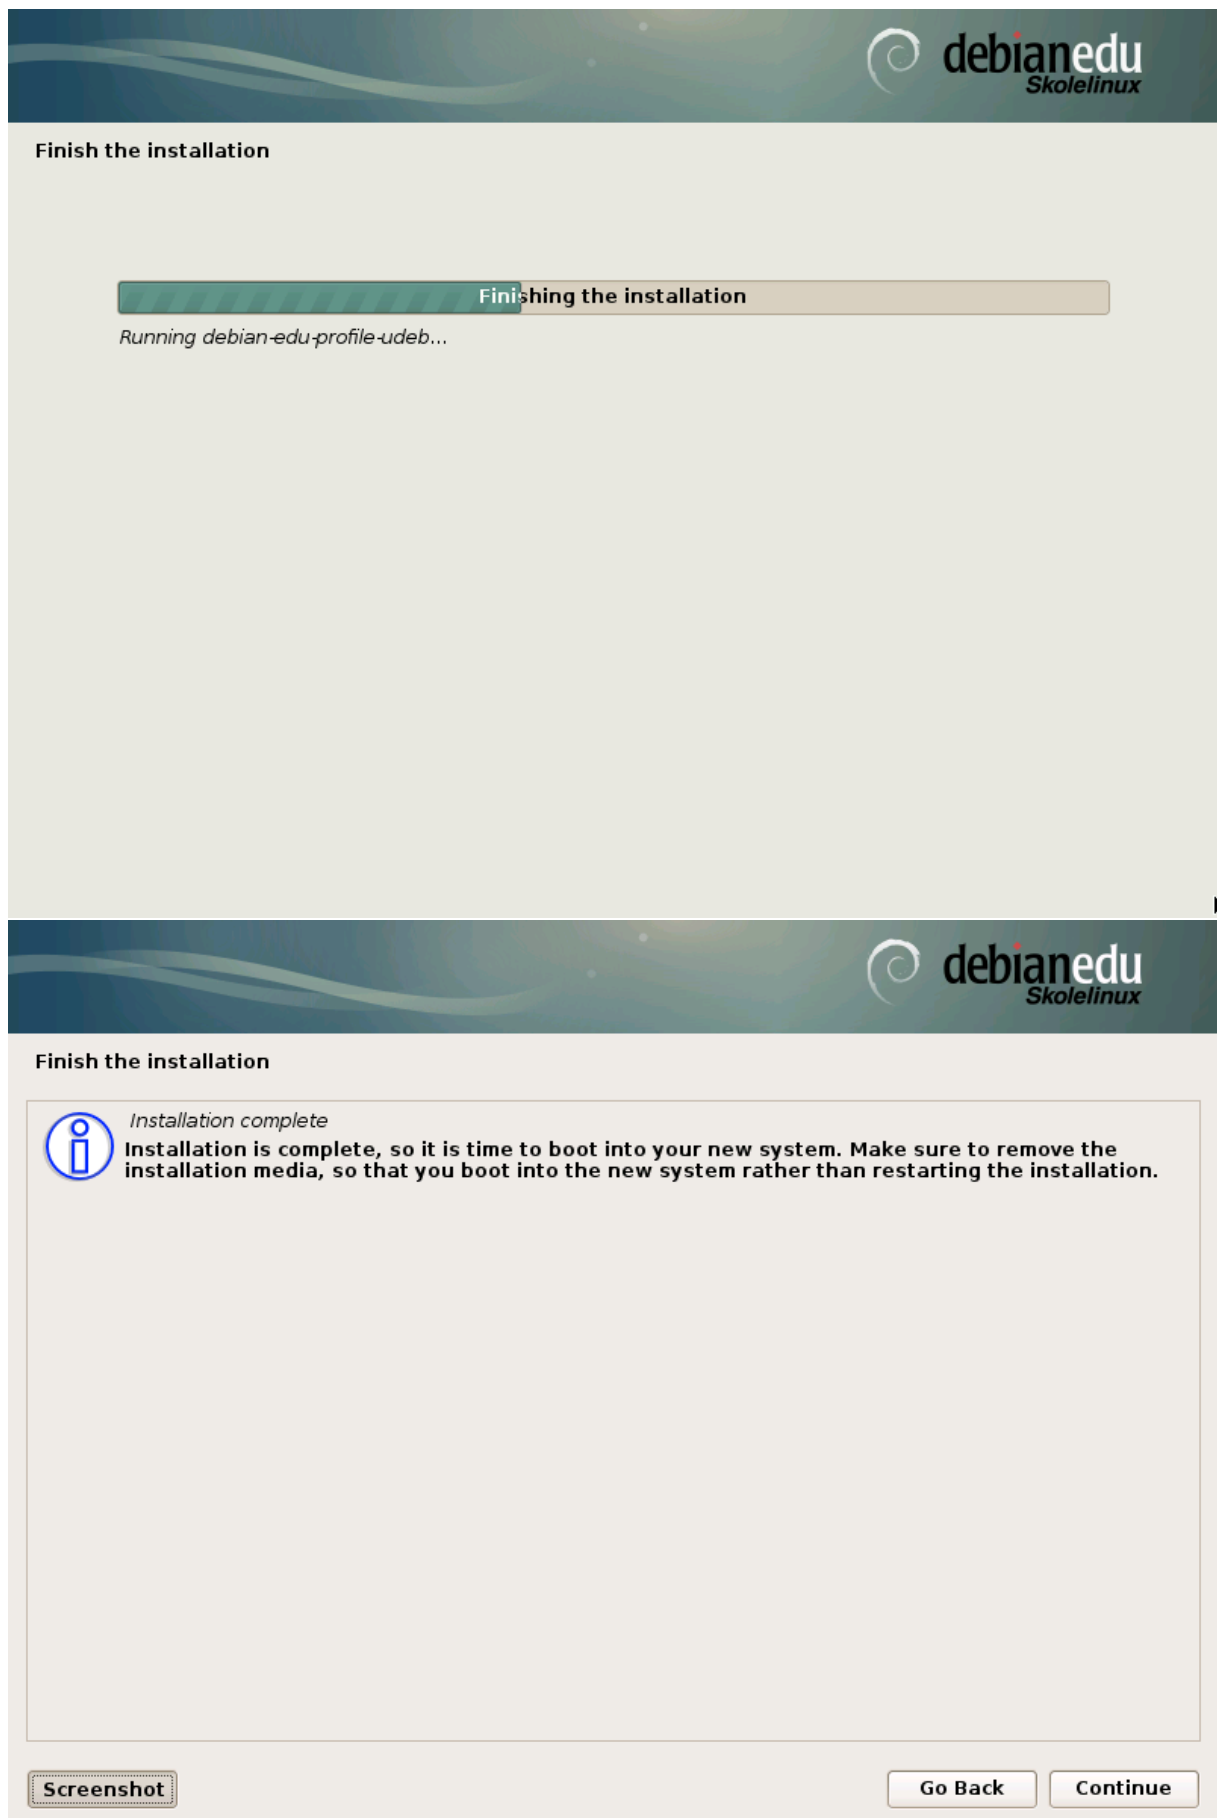 debianedu
Skolelinux
Finish the installation
Finishing the installation
Running debian-edu-profile-udeb...
debianedu
Skolelinux
Finish the installation
Installation complete
Installation is complete, so it is time to boot into your new system. Make sure to remove the
installation media, so that you boot into the new system rather than restarting the installation.
Screenshot
Go Back
Continue